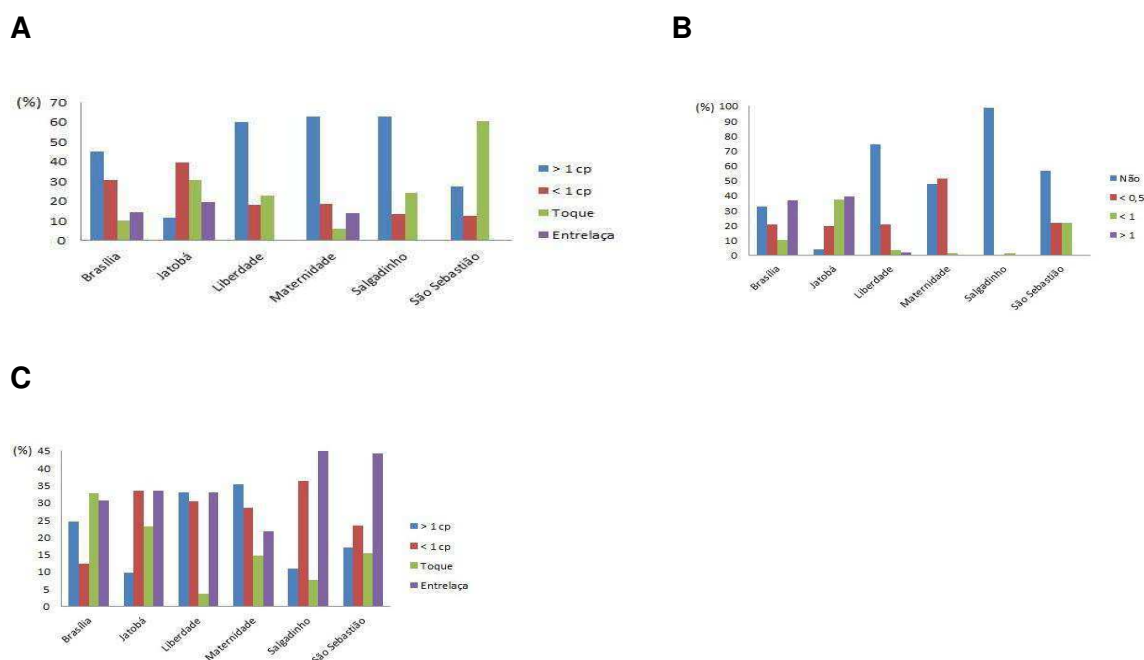 A
(%)
70
60
50
40
30
20
10
0
Brasília
Jatobá
Liberdade
Maternidade
Salgadinho
São Sebastião
> 1 cp
< 1 cp
Toque
Entrelaça
B
(%)
100
90
80
70
60
50
40
30
20
10
0
Brasília
Jatobá
Liberdade
Maternidade
Salgadinho
São Sebastião
Não
< 0,5
< 1
> 1
C
(%)
45
40
35
30
25
20
15
10
5
0
Brasília
Jatobá
Liberdade
Maternidade
Salgadinho
São Sebastião
> 1 cp
< 1 cp
Toque
Entrelaça